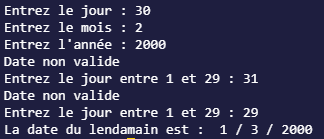 Entrez le jour : 30
Entrez le mois : 2
Entrez l'année : 2000
Date non valide
Entrez le jour entre 1 et 29 : 31
Date non valide
Entrez le jour entre 1 et 29 : 29
La date du lendamain est :  1 / 3 / 2000